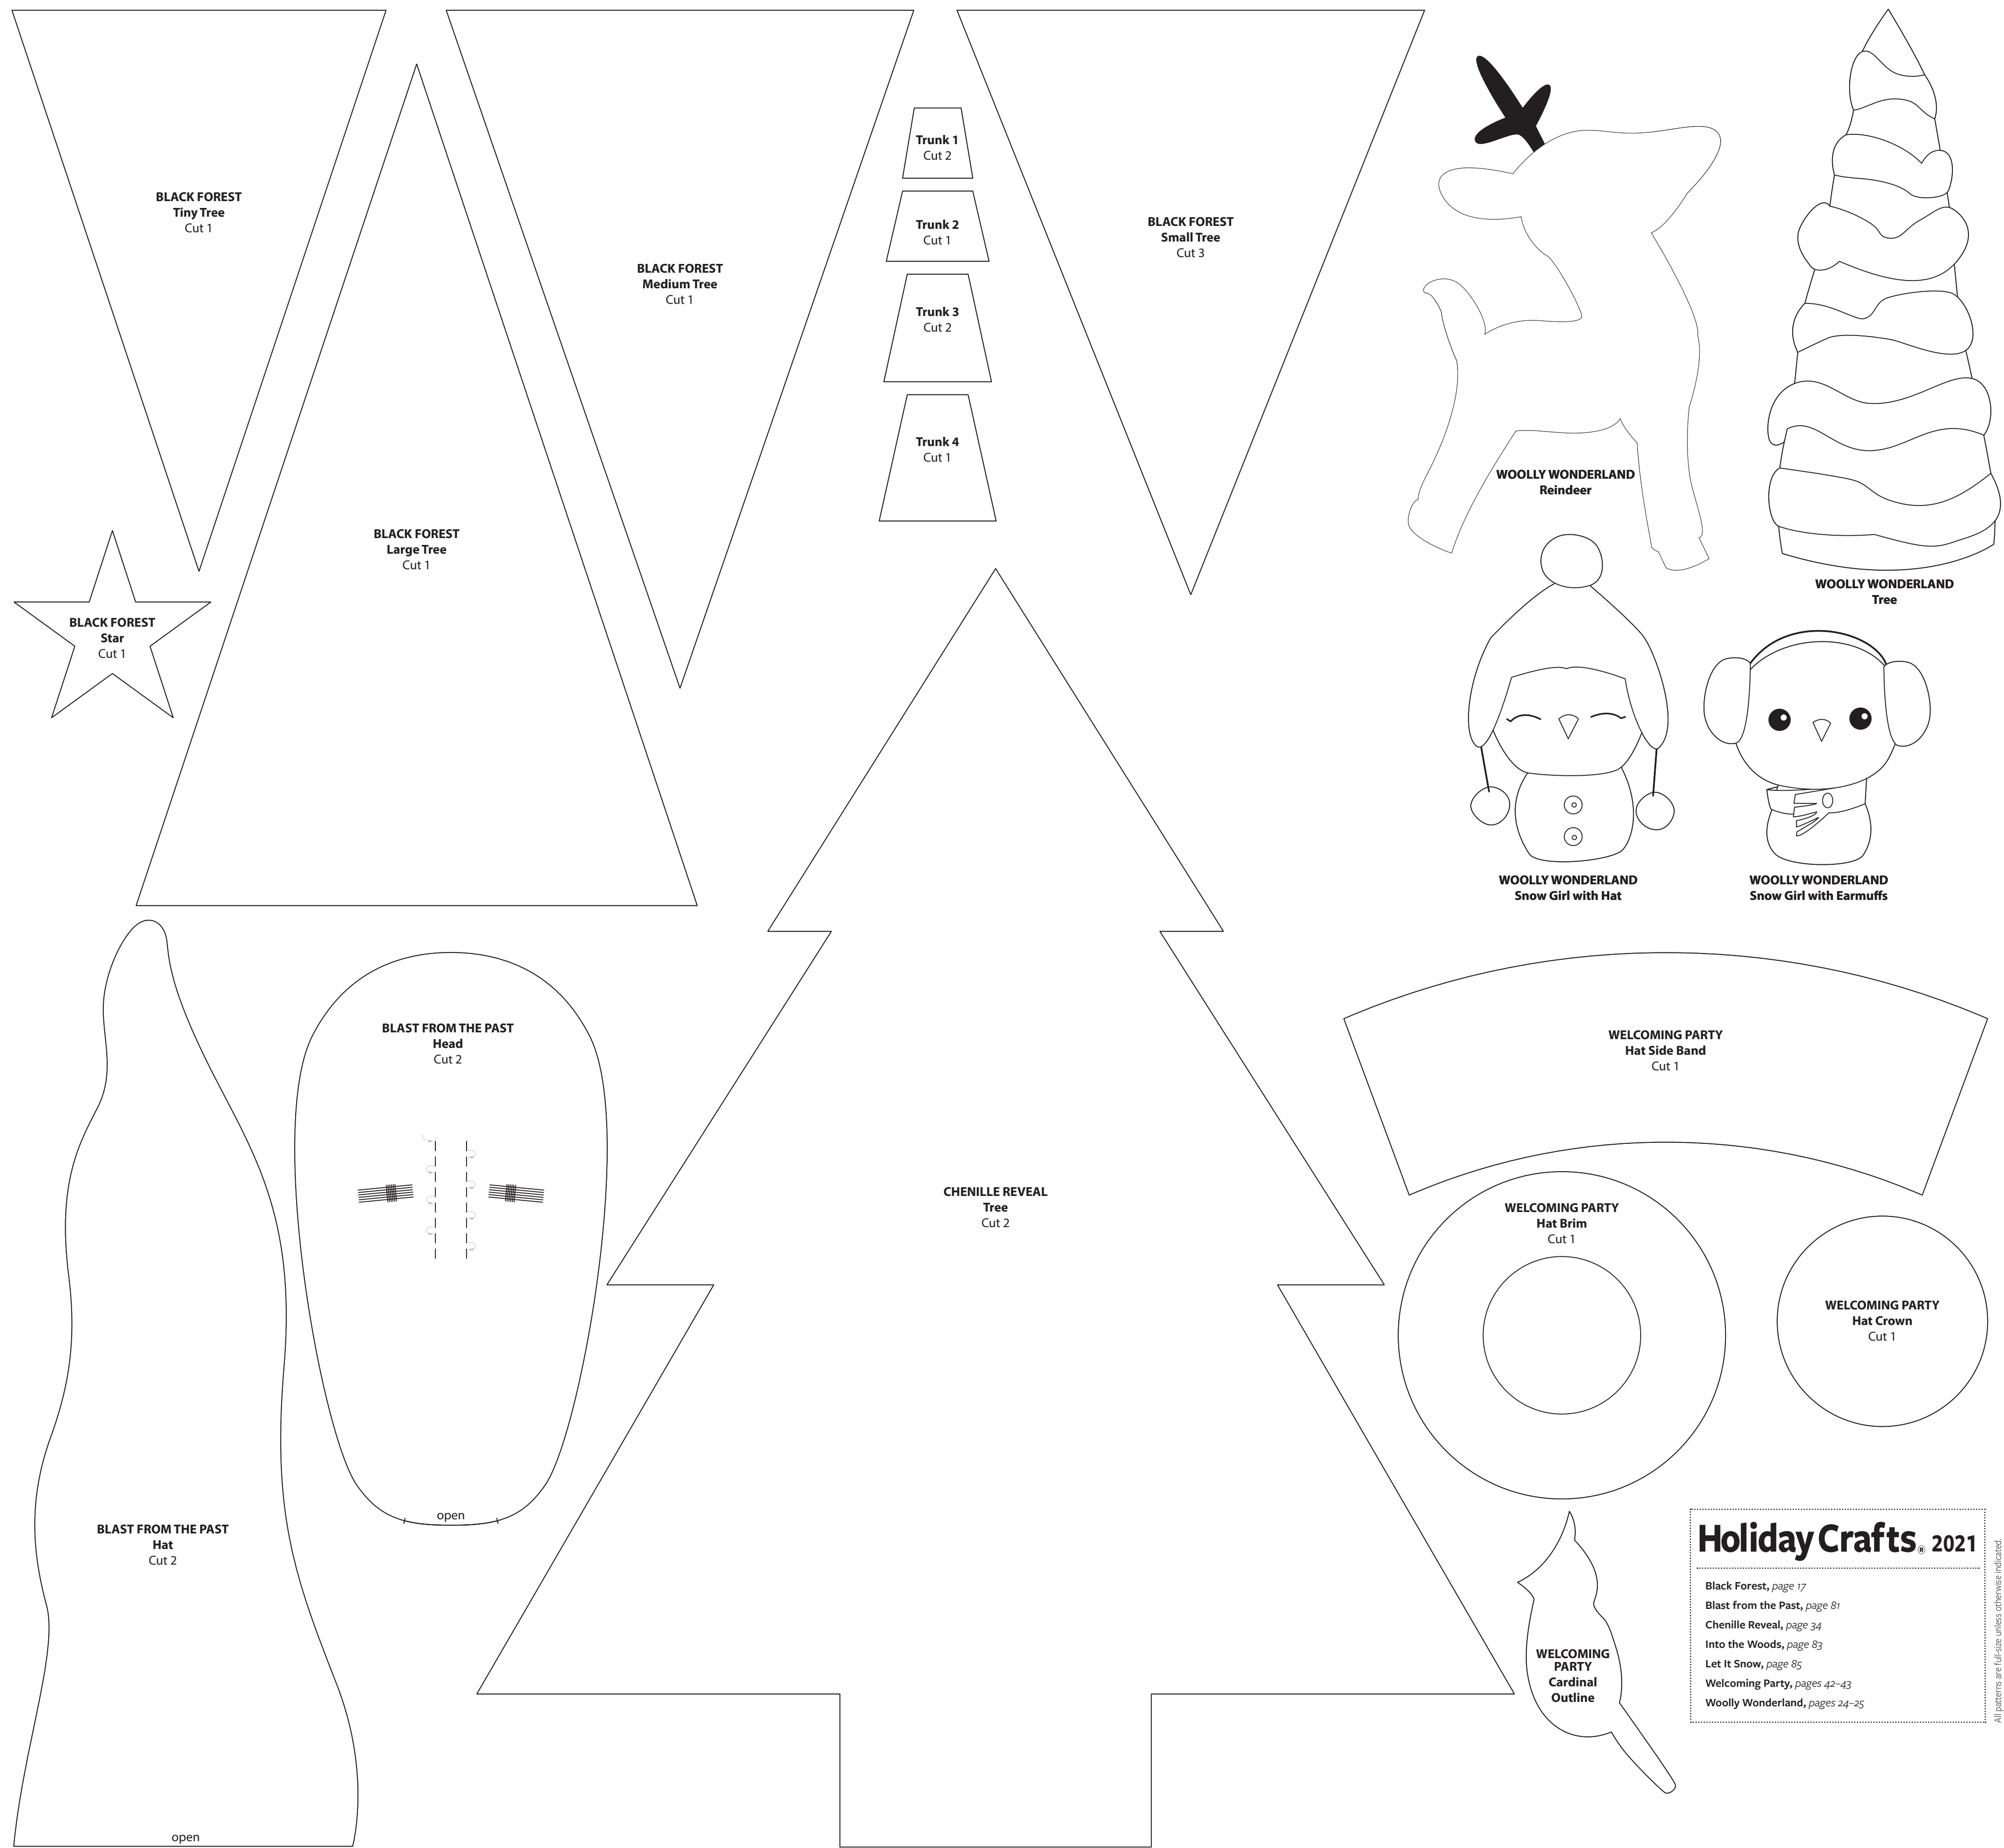 BLACK FOREST
Tiny Tree
Cut 1
BLACK FOREST
Medium Tree
Cut 1
Trunk 1
Cut 2
Trunk 2
Cut 1
Trunk 3
Cut 2
Trunk 4
Cut 1
BLACK FOREST
Small Tree
Cut 3
WOOLLY WONDERLAND
Reindeer
WOOLLY WONDERLAND
Tree
BLACK FOREST
Star
Cut 1
BLACK FOREST
Large Tree
Cut 1
WOOLLY WONDERLAND
Snow Girl with Hat
WOOLLY WONDERLAND
Snow Girl with Earmuffs
BLAST FROM THE PAST
Head
Cut 2
open
BLAST FROM THE PAST
Hat
Cut 2
open
CHENILLE REVEAL
Tree
Cut 2
WELCOMING PARTY
Hat Side Band
Cut 1
WELCOMING PARTY
Hat Brim
Cut 1
WELCOMING PARTY
Hat Crown
Cut 1
WELCOMING
PARTY
Cardinal
Outline
Holiday Crafts® 2021
Black Forest, page 17
Blast from the Past, page 81
Chenille Reveal, page 34
Into the Woods, page 83
Let It Snow, page 85
Welcoming Party, pages 42–43
Woolly Wonderland, pages 24–25
All patterns are full-size unless otherwise indicated.